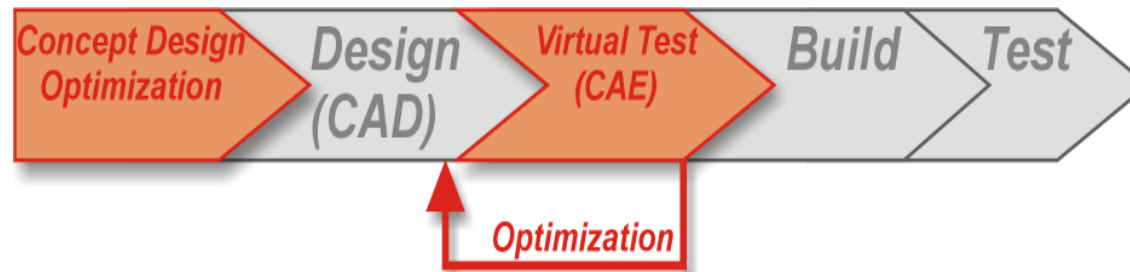 Concept Design
Optimization
Design
(CAD)
Virtual Test
(CAE)
Build
Test
Optimization